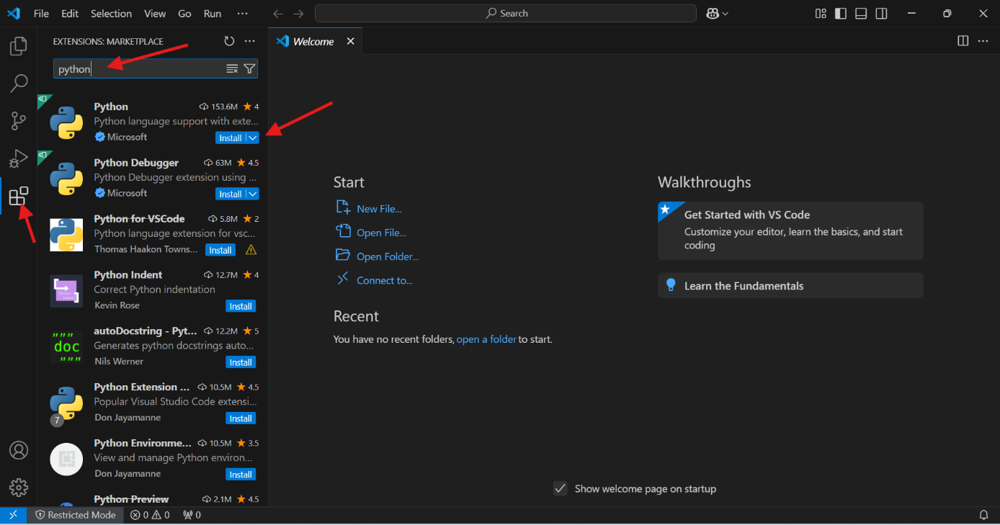 File Edit Selection View Go Run ...
Search
EXTENSIONS: MARKETPLACE
python
Python 153.6M 4
Python language support with exte...
Microsoft Install
Python Debugger 63M 4.5
Python Debugger extension using ...
Microsoft Install
Python for VSCode 5.8M 2
Python language extension for vsc...
Thomas Haakon Towns... Install
Python Indent 12.7M 4
Correct Python indentation
Kevin Rose Install
autoDocstring - Pyt... 12.2M 5
Generates python docstrings auto...
Nils Werner Install
"""
doc
"""
Python Extension ... 10.5M 4.5
Popular Visual Studio Code extensi...
Don Jayamanne Install
7
Python Environme... 10.5M 3.5
View and manage Python environ...
Don Jayamanne Install
Python Preview 2.1M 4.5
Welcome
Start
New File...
Open File...
Open Folder...
Connect to...
Recent
You have no recent folders, open a folder to start.
Walkthroughs
Get Started with VS Code
Customize your editor, learn the basics, and start
coding
Learn the Fundamentals
Show welcome page on startup
Restricted Mode 0 0 0